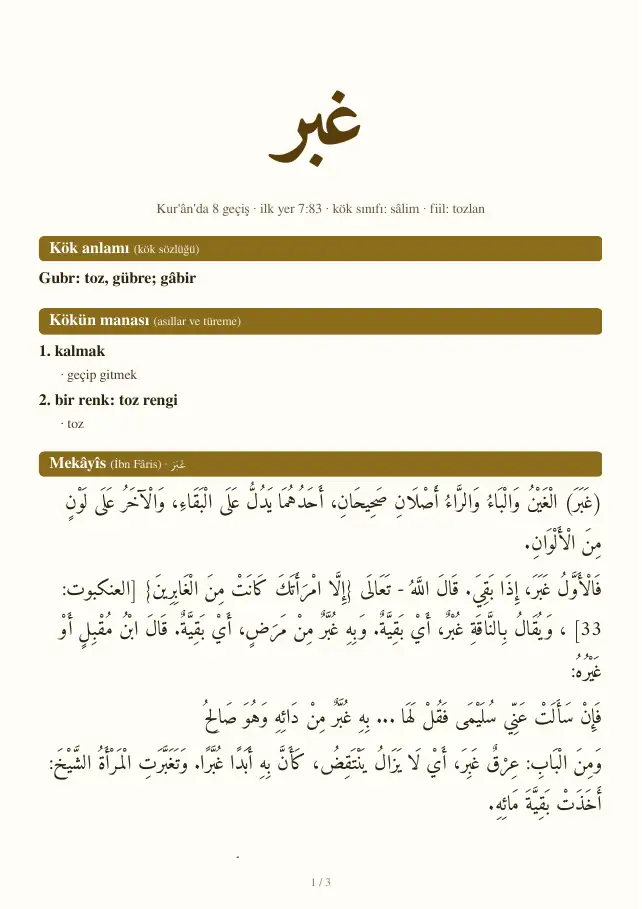 غبر
Kur'ân'da 8 geçiş · ilk yer 7:83 · kök sınıfı: sâlim · fiil: tozlan
Kök anlamı (kök sözlüğü)
Gubr: toz, gübre; gâbir
Kökün manası (asıllar ve türeme)
1. kalmak
· geçip gitmek
2. bir renk: toz rengi
· toz
Mekâyîs (İbn Fâris) · غَبَرَ
(غَبَرَ) الْغَيْنُ وَالْبَاءُ وَالرَّاءُ أَصْلَانِ صَحِيحَانِ، أَحَدُهُمَا يَدُلُّ عَلَى الْبَقَاءِ، وَالْآخَرُ عَلَى لَوْنٍ
مِنَ الْأَلْوَانِ.
فَالْأَوَّلُ غَبَرَ، إِذَا بَقِيَ. قَالَ اللَّهُ - تَعَالَى {إِلَّا امْرَأَتَكَ كَانَتْ مِنَ الْغَابِرِينَ} [العنكبوت:
33] ، وَيُقَالُ بِالنَّاقَةِ غُبْرٌ، أَيْ بَقِيَّةٌ. وَبِهِ غُبَّرٌ مِنْ مَرَضٍ، أَيْ بَقِيَّةٌ. قَالَ ابْنُ مُقْبِلٍ أَوْ
غَيْرُهُ:
فَإِنْ سَأَلَتْ عَنِّي سُلَيْمَى فَقُلْ لَهَا ... بِهِ غُبَّرٌ مِنْ دَائِهِ وَهُوَ صَالِحُ
وَمِنَ الْبَابِ: عِرْقٌ غَبِرَ، أَيْ لَا يَزَالُ يَنْتَقِضُ، كَأَنَّ بِهِ أَبَدًا غُبَّرًا. وَتَغَبَّرَتِ الْمَرْأَةُ الشَّيْخَ:
أَخَذَتْ بَقِيَّةَ مَائِهِ.
1 / 3